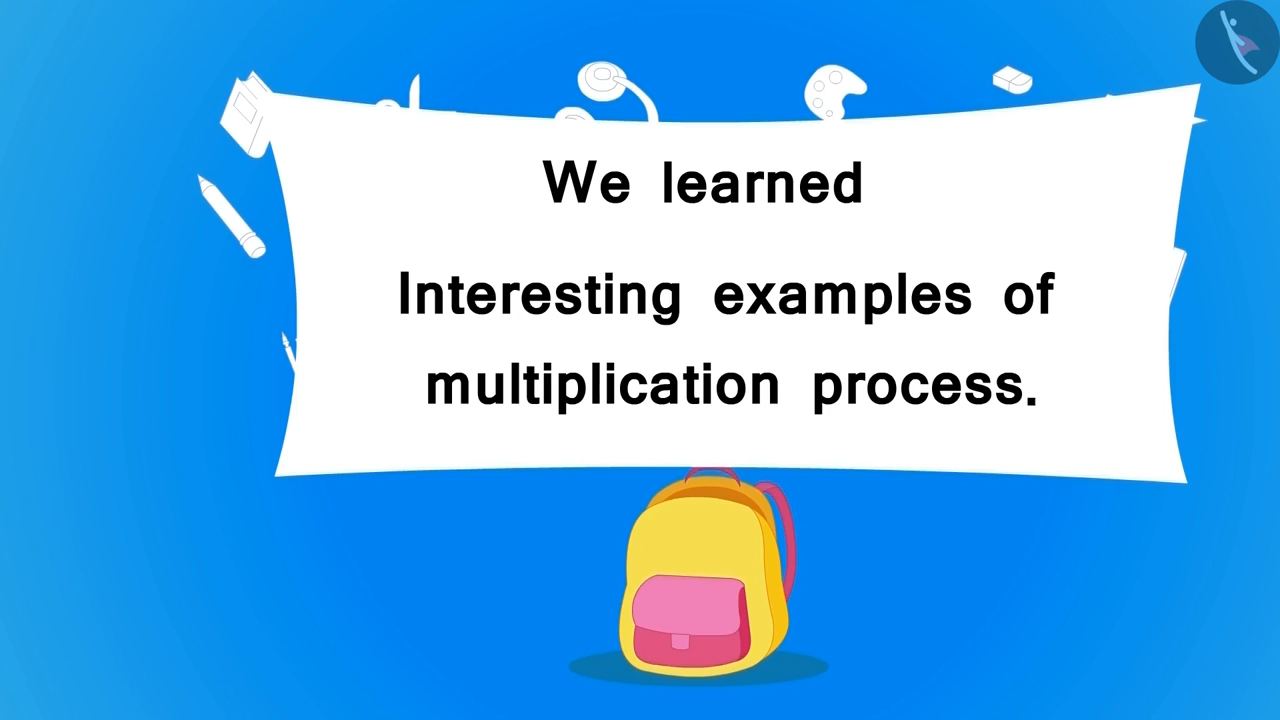 We learned
Interesting examples of
multiplication process.